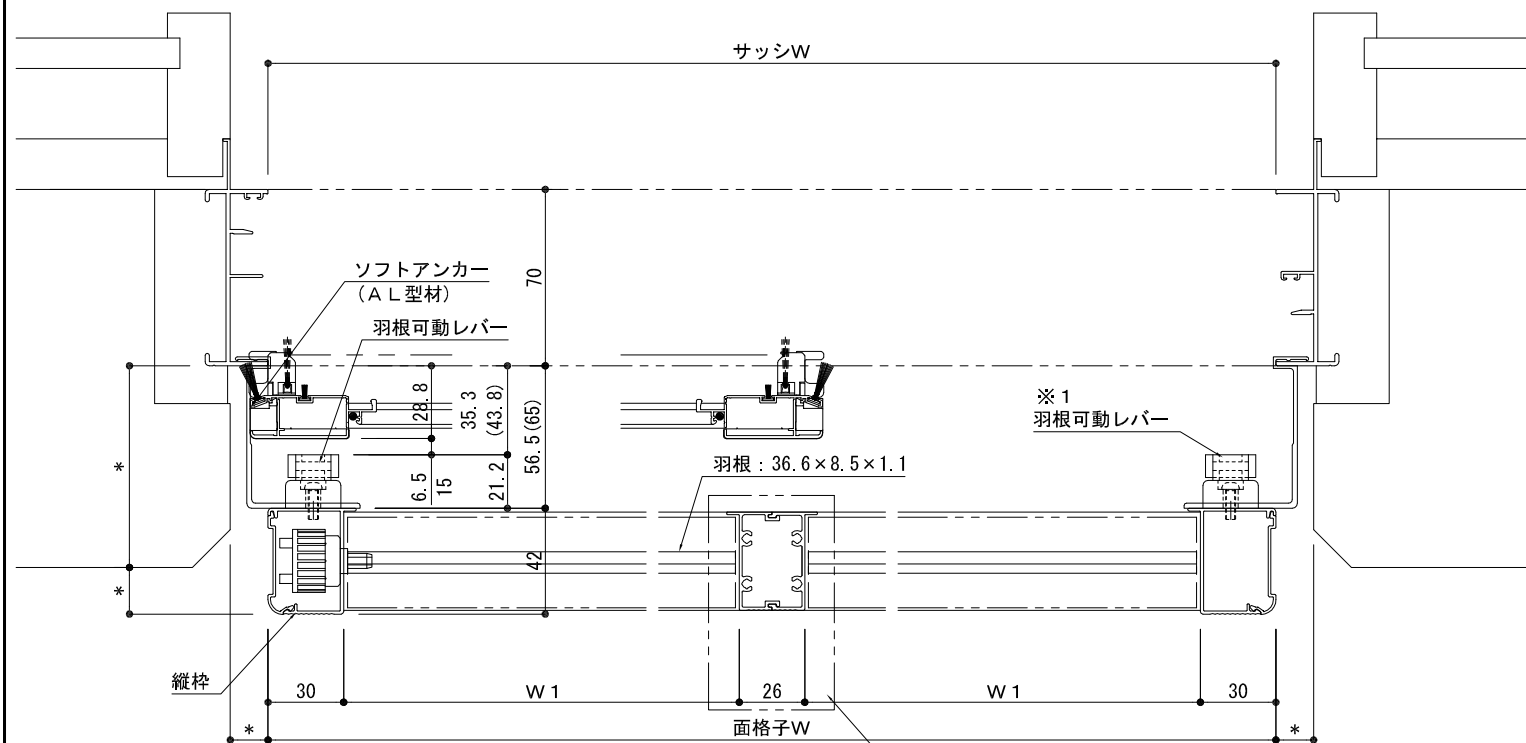 サッシW
ソフトアンカー
(AL型材)
羽根可動レバー
70
28.8
35.3
(43.8)
56.5(65)
※1
羽根可動レバー
羽根：36.6×8.5×1.1
6.5
15
21.2
42
*
*
縦枠
30
W1
26
W1
30
*
面格子W
*